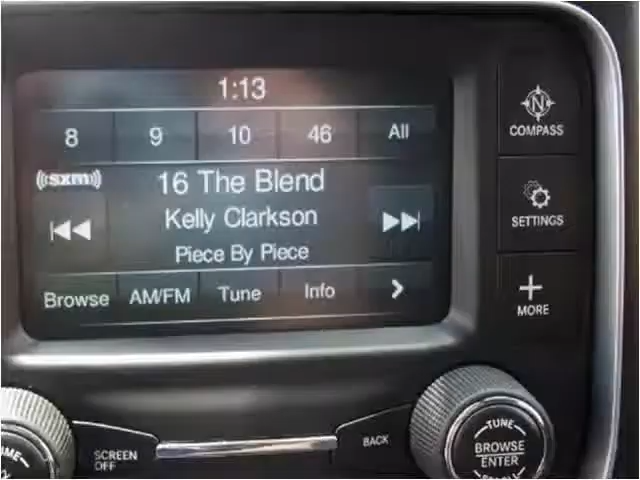 1:13
8 9 10 46 All
((sxm)) 16 The Blend
Kelly Clarkson
Piece By Piece
Browse AM/FM Tune Info
N
COMPASS
SETTINGS
MORE
SCREEN
OFF
BACK
TUNE
BROWSE
ENTER